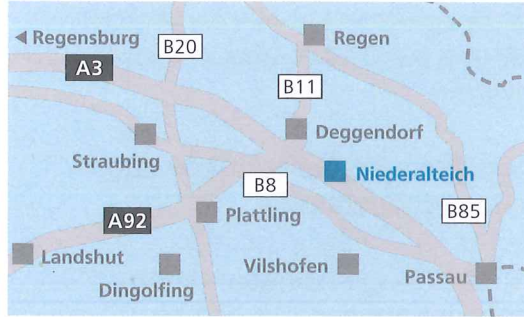 ◄ Regensburg
B20
Regen
A3
B11
Deggendorf
Straubing
Niederalteich
B8
A92
Plattling
B85
Landshut
Vilshofen
Passau
Dingolfing